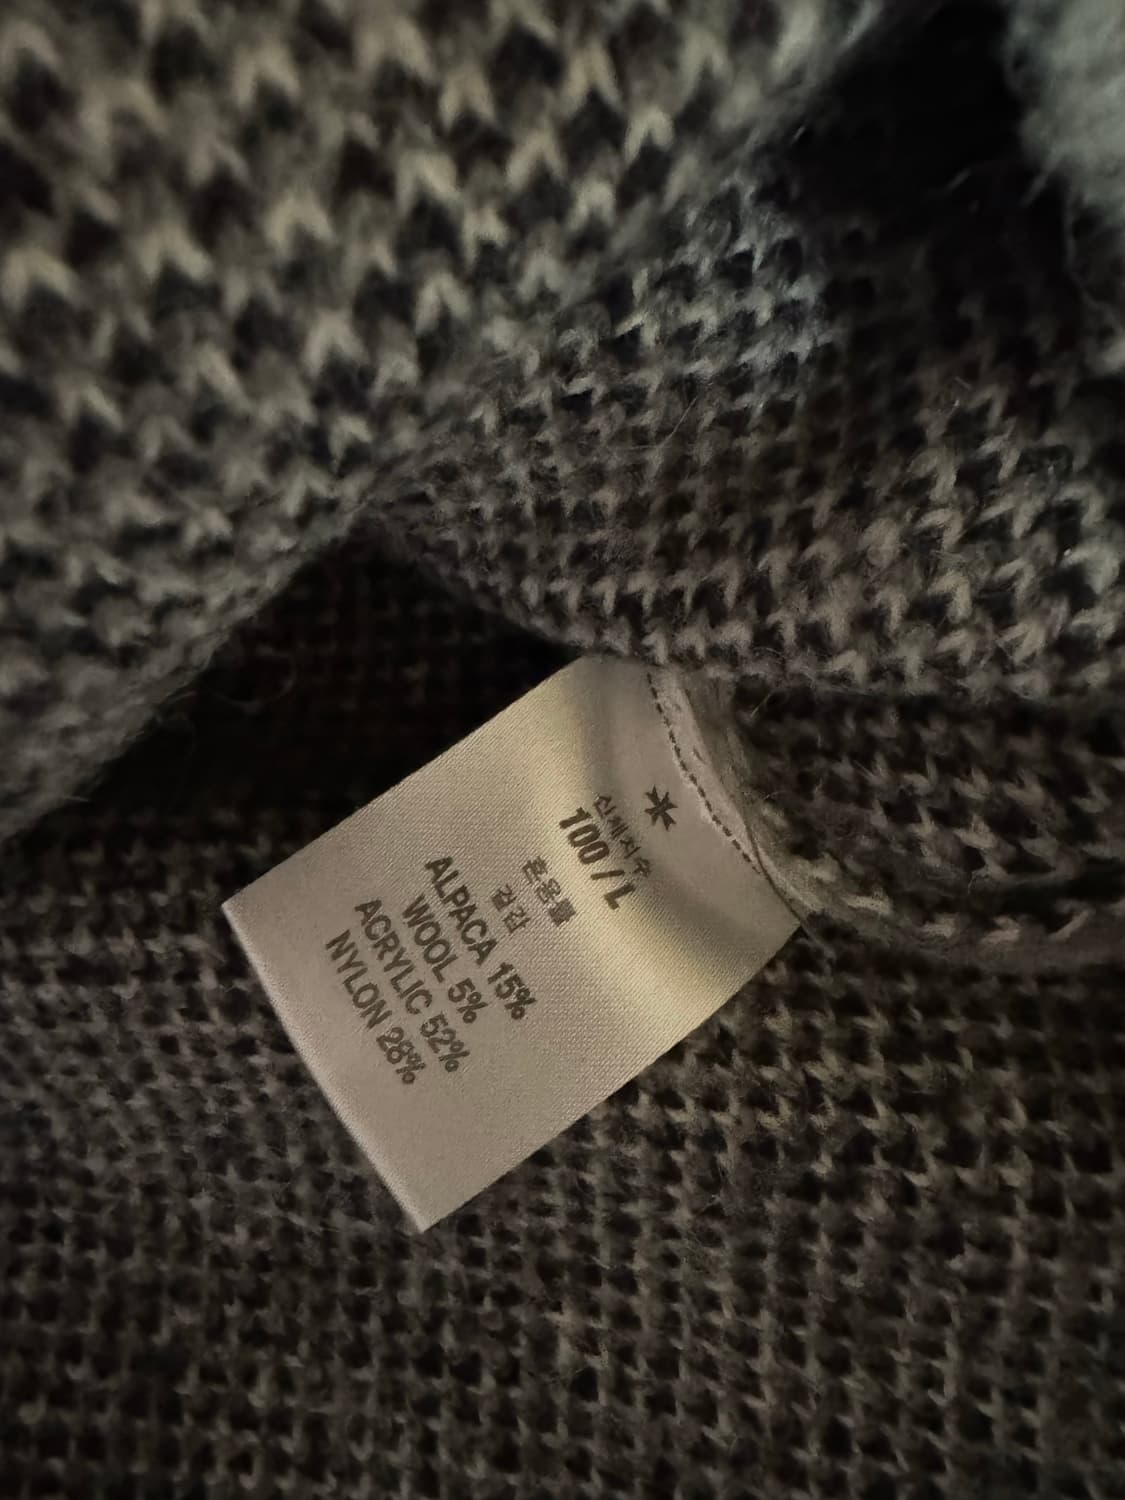 신체치수
100 / L
혼용률
겉감
ALPACA 15%
WOOL 5%
ACRYLIC 52%
NYLON 28%